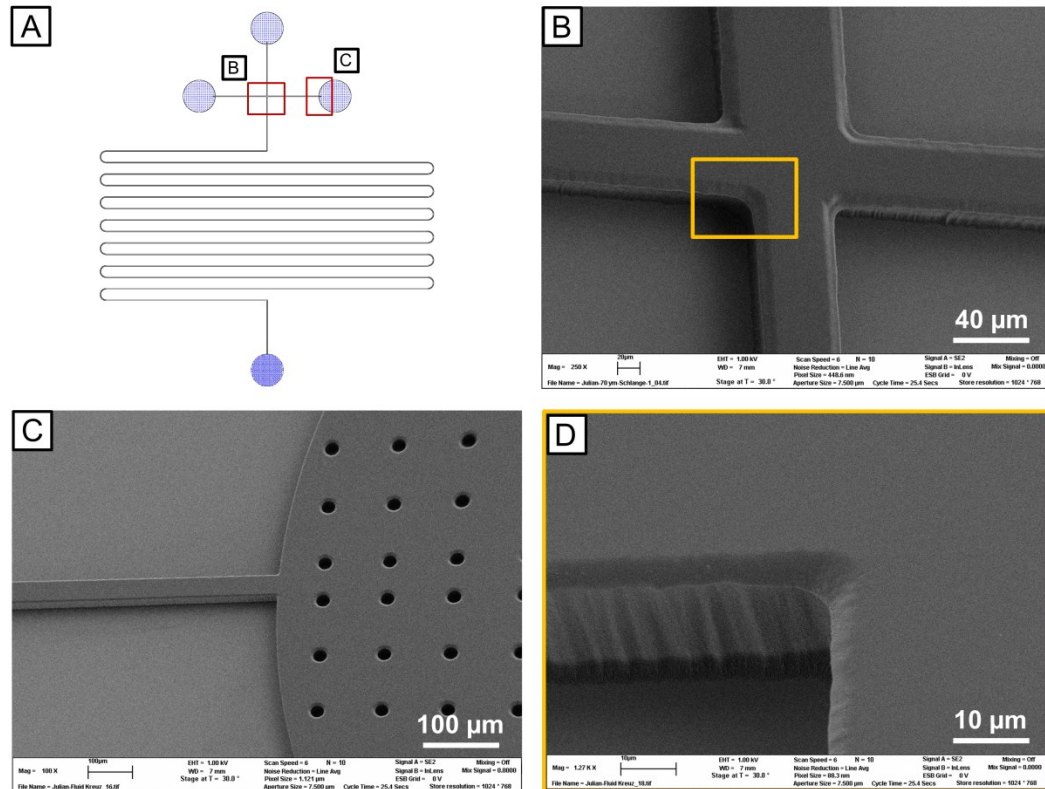 A
B
C
B
40 µm
20µm
Mag = 250 X
EHT = 1.00 kV
WD = 7 mm
Stage at T = 30.0 °
Scan Speed = 6 N = 10
Noise Reduction = Line Avg
Pixel Size = 448.6 nm
Aperture Size = 7.500 µm Cycle Time = 25.4 Secs
Signal A = SE2
Signal B = InLens
ESB Grid = 0 V
Mixing = Off
Mix Signal = 0.0000
Store resolution = 1024 * 768
C
100 µm
100µm
Mag = 100 X
EHT = 1.00 kV
WD = 7 mm
Stage at T = 30.0 °
Scan Speed = 6 N = 10
Noise Reduction = Line Avg
Pixel Size = 1.121 µm
Aperture Size = 7.500 µm Cycle Time = 25.4 Secs
Signal A = SE2
Signal B = InLens
ESB Grid = 0 V
Mixing = Off
Mix Signal = 0.0000
Store resolution = 1024 * 768
File Name = Julian-Fluid Kreuz_16.tif
D
10 µm
10µm
Mag = 1.27 K X
EHT = 1.00 kV
WD = 7 mm
Stage at T = 30.0 °
Scan Speed = 6 N = 10
Noise Reduction = Line Avg
Pixel Size = 88.3 nm
Aperture Size = 7.500 µm Cycle Time = 25.4 Secs
Signal A = SE2
Signal B = InLens
ESB Grid = 0 V
Mixing = Off
Mix Signal = 0.0000
Store resolution = 1024 * 768
File Name = Julian-Fluid Kreuz_18.tif